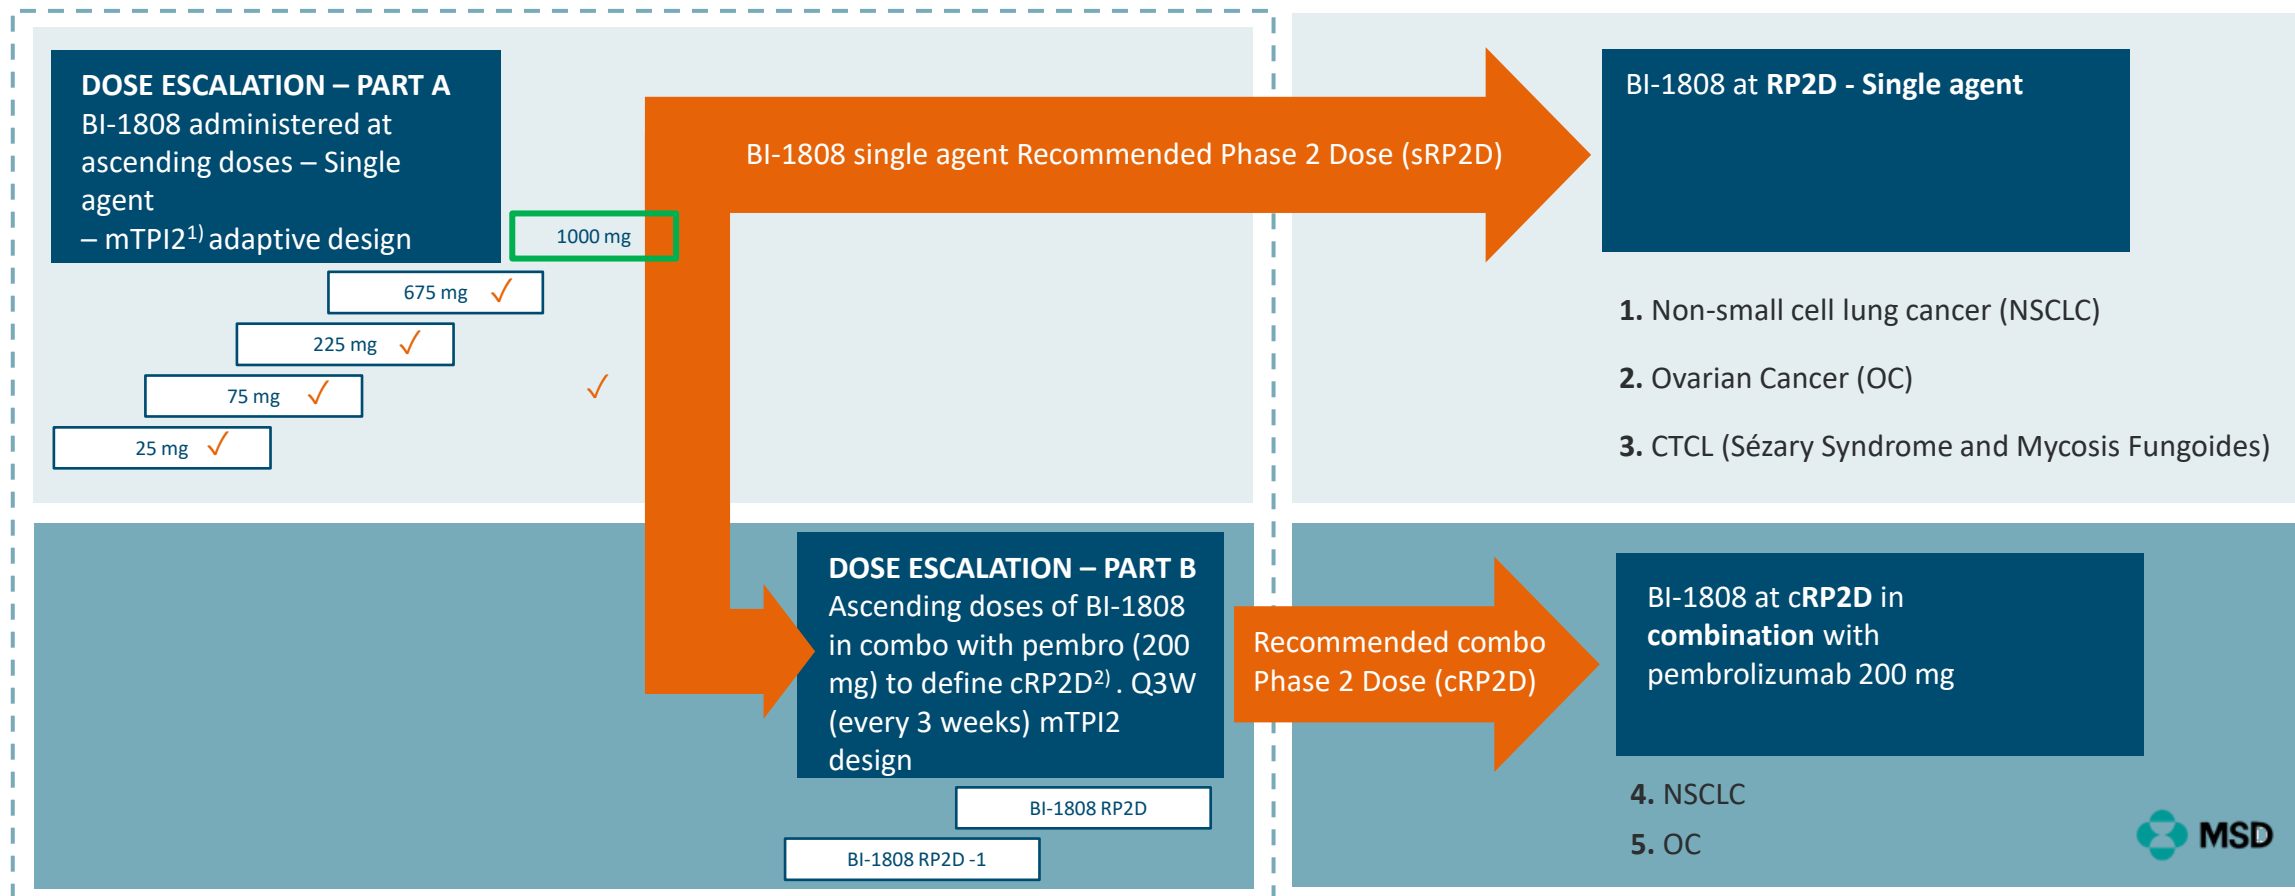 DOSE ESCALATION – PART A
BI-1808 administered at
ascending doses – Single
agent
– mTPI2¹⁾ adaptive design
1000 mg
675 mg ✓
225 mg ✓
75 mg ✓
✓
25 mg ✓
BI-1808 single agent Recommended Phase 2 Dose (sRP2D)
BI-1808 at RP2D - Single agent
1. Non-small cell lung cancer (NSCLC)
2. Ovarian Cancer (OC)
3. CTCL (Sézary Syndrome and Mycosis Fungoides)
DOSE ESCALATION – PART B
Ascending doses of BI-1808
in combo with pembro (200
mg) to define cRP2D²⁾ . Q3W
(every 3 weeks) mTPI2
design
BI-1808 RP2D
BI-1808 RP2D -1
Recommended combo
Phase 2 Dose (cRP2D)
BI-1808 at cRP2D in
combination with
pembrolizumab 200 mg
4. NSCLC
5. OC
MSD